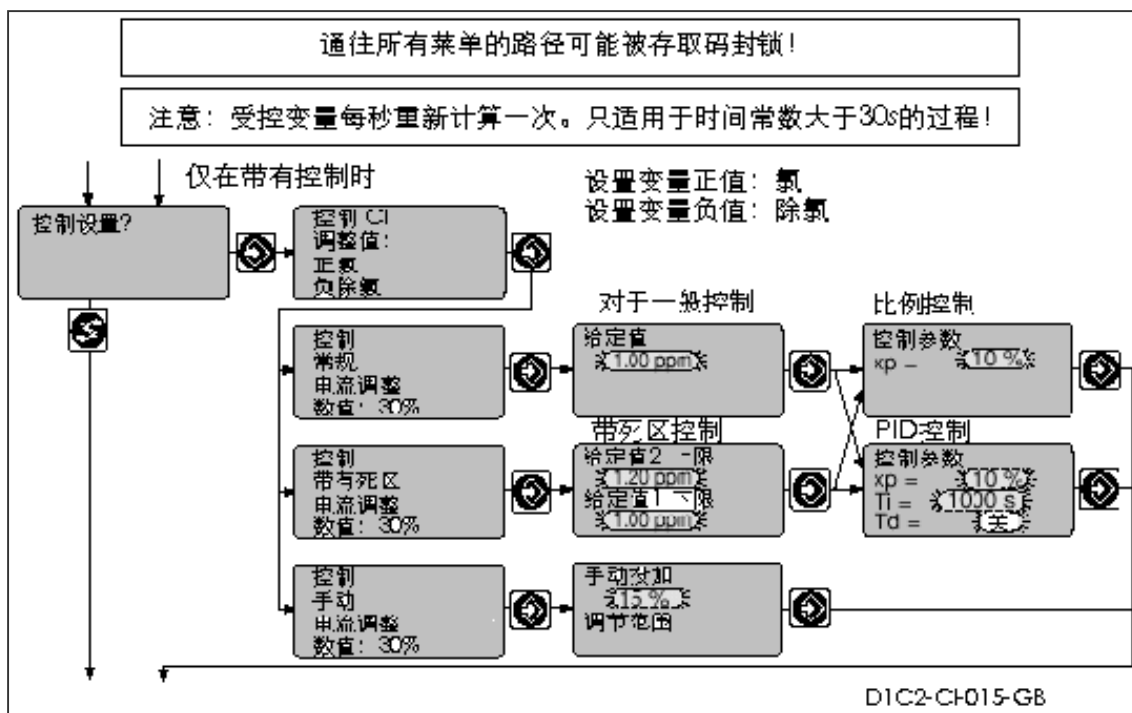 通往所有菜单的路径可能被存取码封锁！
注意：受控变量每秒重新计算一次。只适用于时间常数大于30s的过程！
仅在带有控制时
设置变量正值：氯
设置变量负值：除氯
控制设置?
控制 Cl
调整值：
正氯
负除氯
对于一般控制
比例控制
控制
常规
电流调整
数值：30%
给定值
1.00 ppm
控制参数
xp = 10 %
带死区控制
PID控制
控制
带有死区
电流调整
数值：30%
给定值2 限
1.20 ppm
给定值1 下限
1.00 ppm
控制参数
xp = 10 %
Ti = 1000 s
Td = 关
控制
手动
电流调整
数值：30%
手动投加
15 %
调节范围
D1C2-Cl-015-GB